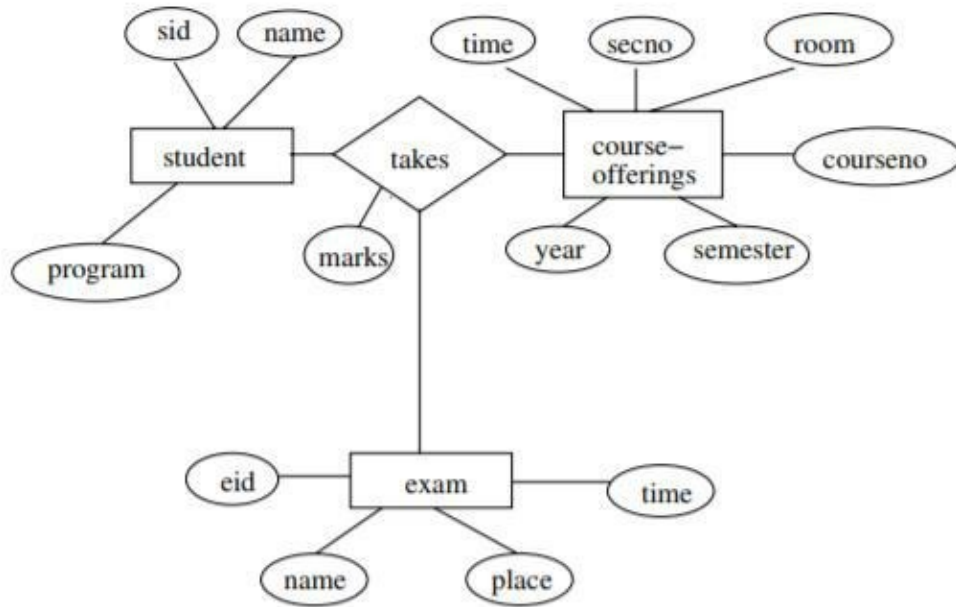 sid
name
time
secno
room
student
takes
course–
offerings
courseno
program
marks
year
semester
eid
exam
time
name
place